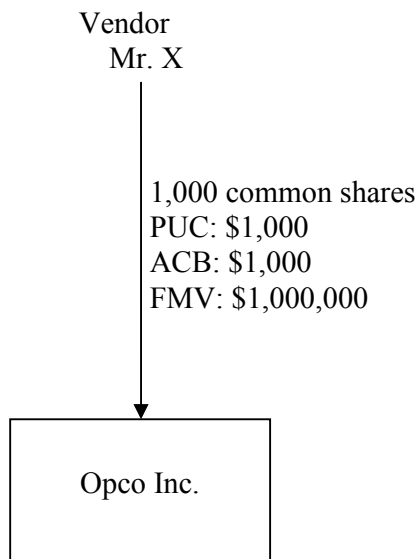 Vendor
Mr. X
1,000 common shares
PUC: $1,000
ACB: $1,000
FMV: $1,000,000
Opco Inc.